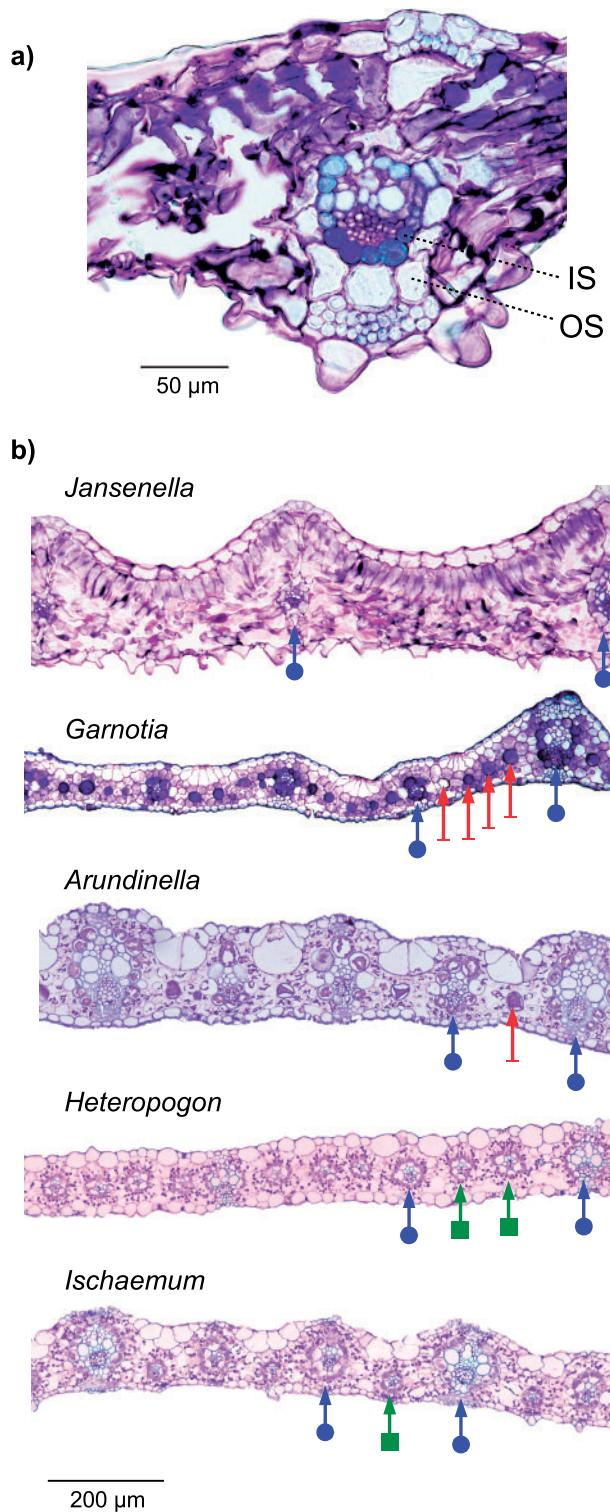 a)
IS
OS
50 µm
b)
Jansenella
Garnotia
Arundinella
Heteropogon
Ischaemum
200 µm